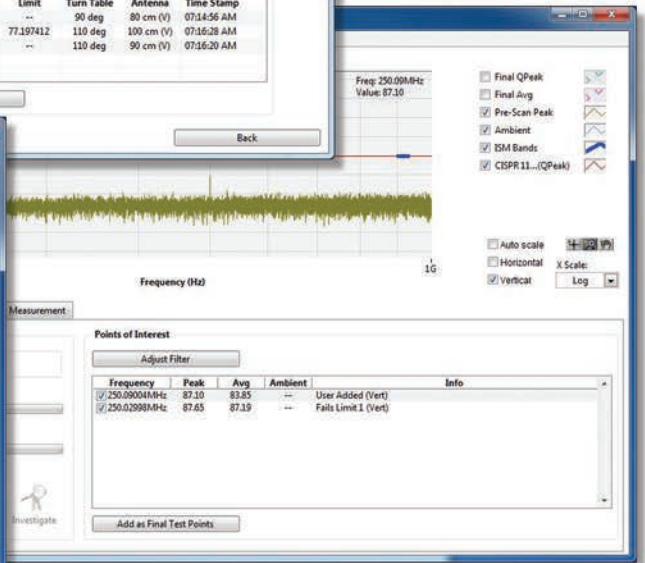 Limit Turn Table Antenna Time Stamp
-- 90 deg 80 cm (V) 07:14:56 AM
77.197412 110 deg 100 cm (V) 07:16:28 AM
-- 110 deg 90 cm (V) 07:16:20 AM
Back
Freq: 250.09MHz
Value: 87.10
Final QPeak
Final Avg
Pre-Scan Peak
Ambient
ISM Bands
CISPR 11...(QPeak)
1G
Frequency (Hz)
Auto scale
Horizontal
Vertical
X Scale:
Log
Measurement
Points of Interest
Adjust Filter
Frequency Peak Avg Ambient Info
250.09004MHz 87.10 83.85 -- User Added (Vert)
250.02998MHz 87.65 87.19 -- Fails Limit 1 (Vert)
Investigate
Add as Final Test Points